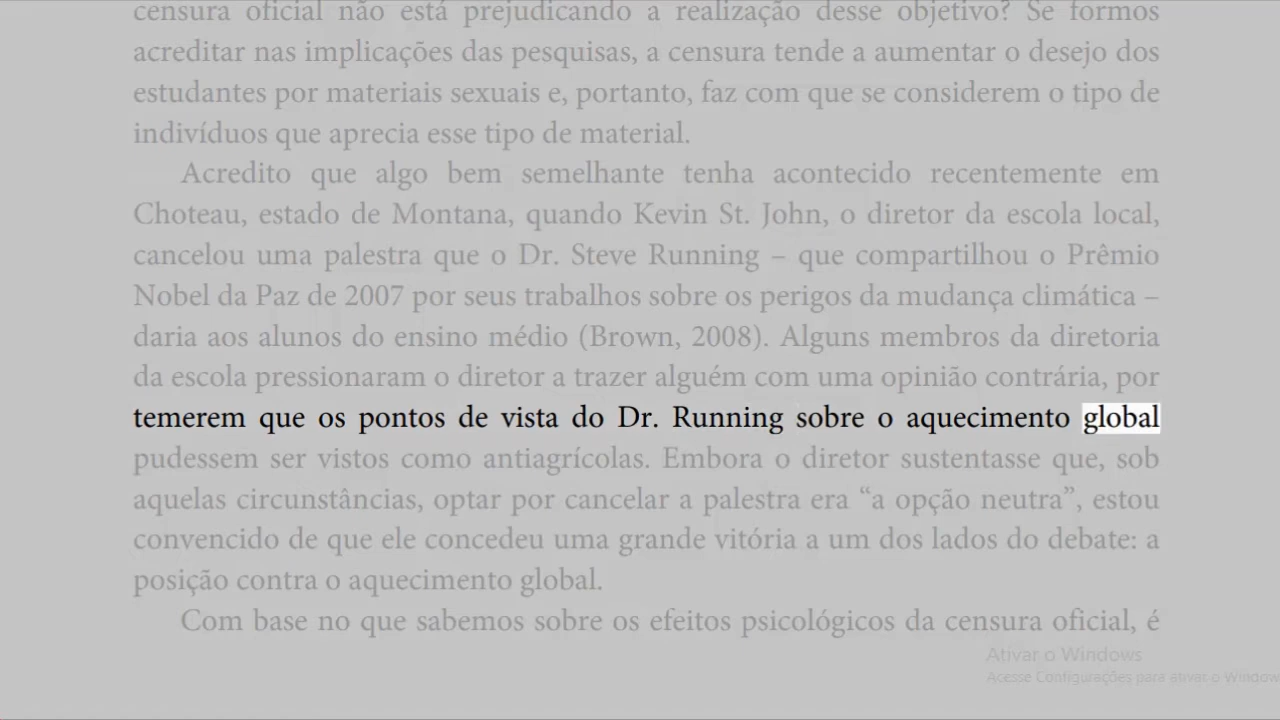 censura oficial não está prejudicando a realização desse objetivo? Se formos
acreditar nas implicações das pesquisas, a censura tende a aumentar o desejo dos
estudantes por materiais sexuais e, portanto, faz com que se considerem o tipo de
indivíduos que aprecia esse tipo de material.
Acredito que algo bem semelhante tenha acontecido recentemente em
Choteau, estado de Montana, quando Kevin St. John, o diretor da escola local,
cancelou uma palestra que o Dr. Steve Running – que compartilhou o Prêmio
Nobel da Paz de 2007 por seus trabalhos sobre os perigos da mudança climática –
daria aos alunos do ensino médio (Brown, 2008). Alguns membros da diretoria
da escola pressionaram o diretor a trazer alguém com uma opinião contrária, por
temerem que os pontos de vista do Dr. Running sobre o aquecimento global
pudessem ser vistos como antiagrícolas. Embora o diretor sustentasse que, sob
aquelas circunstâncias, optar por cancelar a palestra era “a opção neutra”, estou
convencido de que ele concedeu uma grande vitória a um dos lados do debate: a
posição contra o aquecimento global.
Com base no que sabemos sobre os efeitos psicológicos da censura oficial, é
Ativar o Windows
Acesse Configurações para ativar o Window